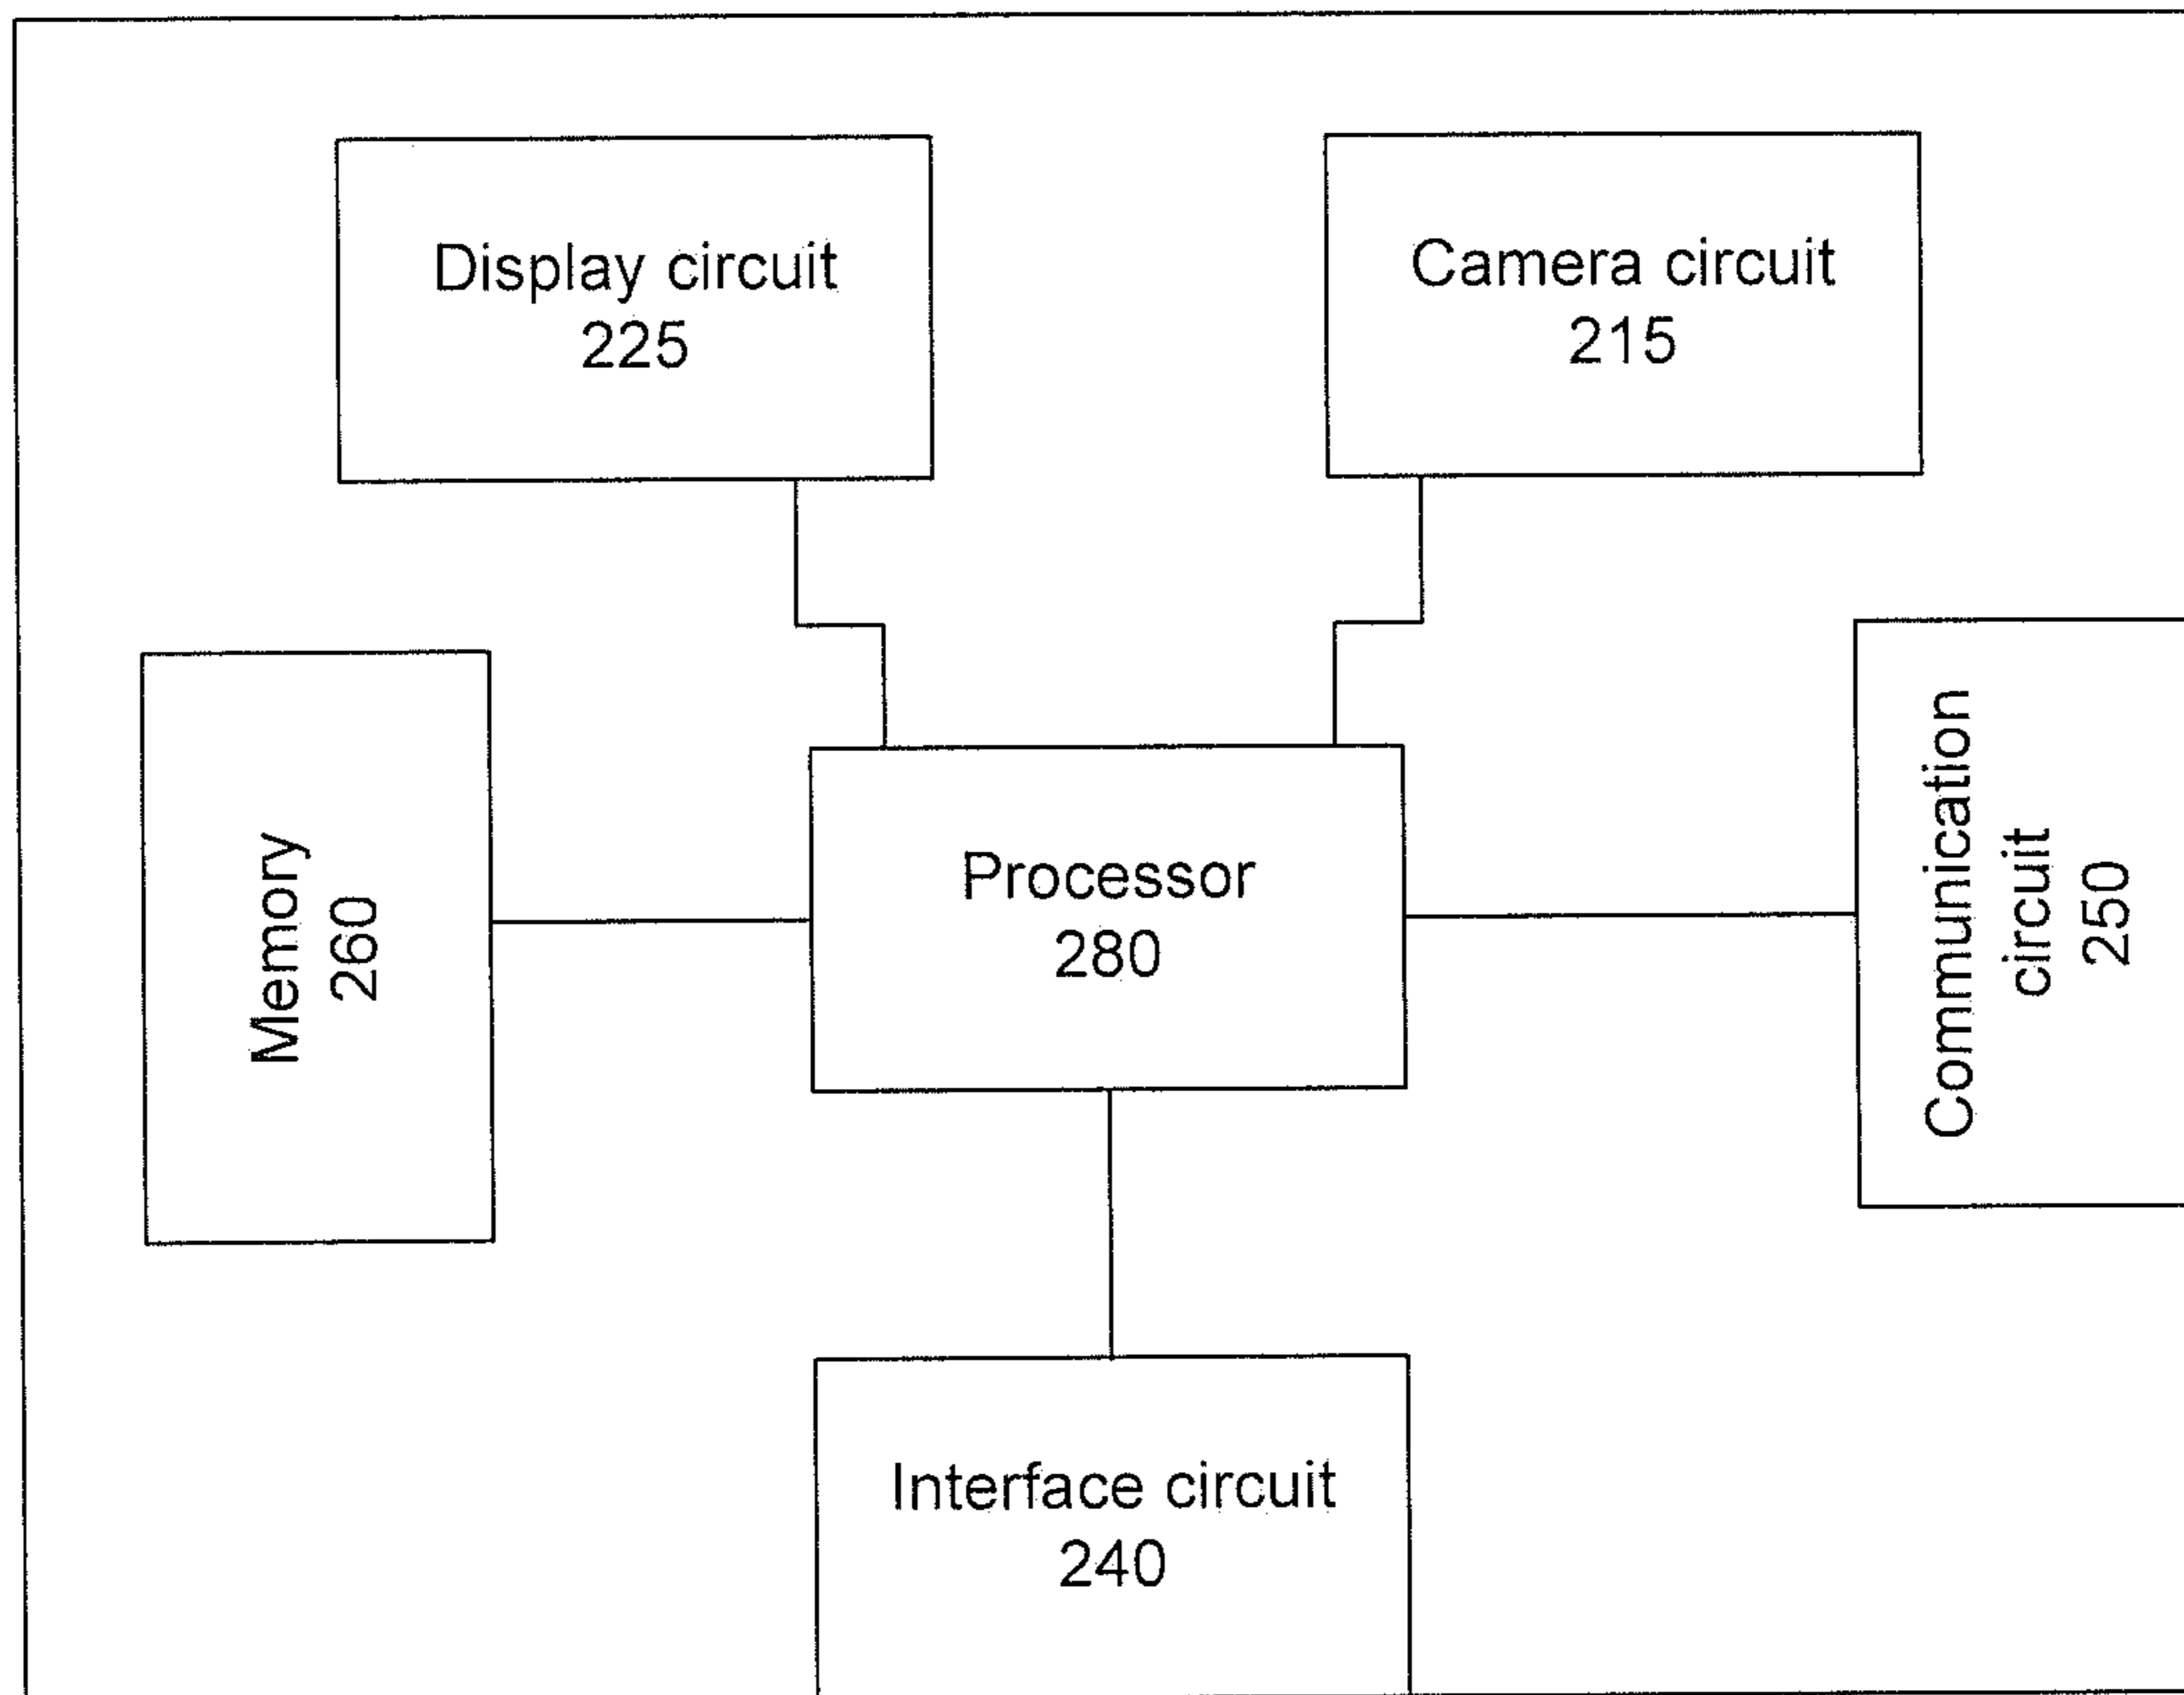 Display circuit
225
Camera circuit
215
Memory
260
Processor
280
Communication
circuit
250
Interface circuit
240